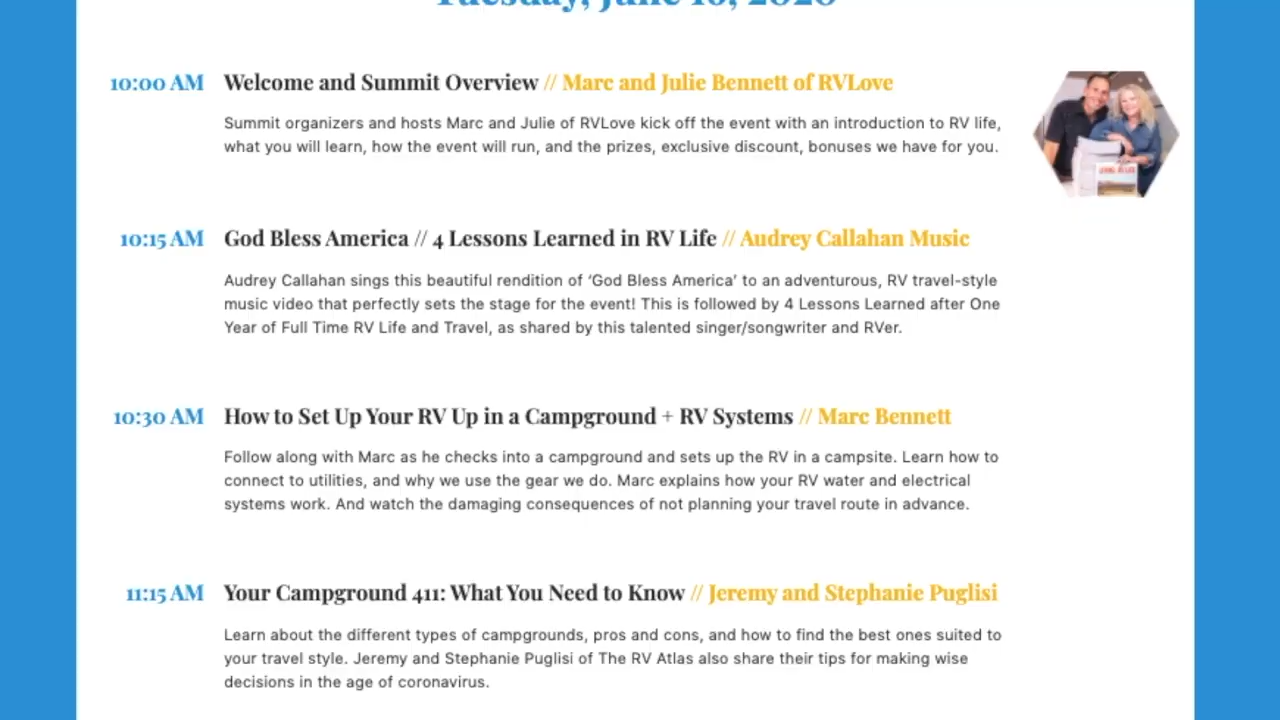 Tuesday, June 16, 2020
10:00 AM Welcome and Summit Overview // Marc and Julie Bennett of RVLove
Summit organizers and hosts Marc and Julie of RVLove kick off the event with an introduction to RV life,
what you will learn, how the event will run, and the prizes, exclusive discount, bonuses we have for you.
10:15 AM God Bless America // 4 Lessons Learned in RV Life // Audrey Callahan Music
Audrey Callahan sings this beautiful rendition of ‘God Bless America’ to an adventurous, RV travel-style
music video that perfectly sets the stage for the event! This is followed by 4 Lessons Learned after One
Year of Full Time RV Life and Travel, as shared by this talented singer/songwriter and RVer.
10:30 AM How to Set Up Your RV Up in a Campground + RV Systems // Marc Bennett
Follow along with Marc as he checks into a campground and sets up the RV in a campsite. Learn how to
connect to utilities, and why we use the gear we do. Marc explains how your RV water and electrical
systems work. And watch the damaging consequences of not planning your travel route in advance.
11:15 AM Your Campground 411: What You Need to Know // Jeremy and Stephanie Puglisi
Learn about the different types of campgrounds, pros and cons, and how to find the best ones suited to
your travel style. Jeremy and Stephanie Puglisi of The RV Atlas also share their tips for making wise
decisions in the age of coronavirus.